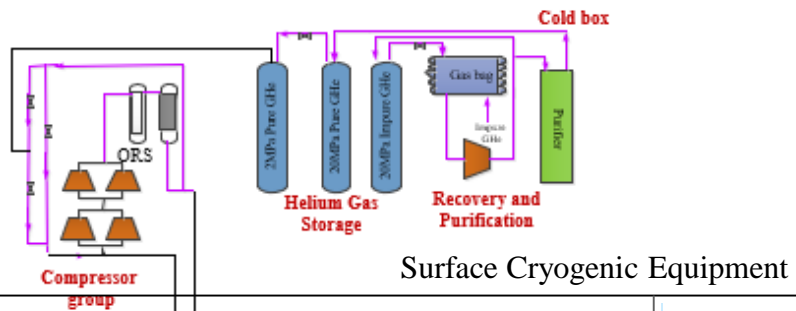 Cold box
2MPa Pure GHe
20MPa Pure GHe
20MPa Impure GHe
Gas bag
Impure
GHe
Purifier
ORS
Helium Gas
Storage
Recovery and
Purification
Surface Cryogenic Equipment
Compressor
group